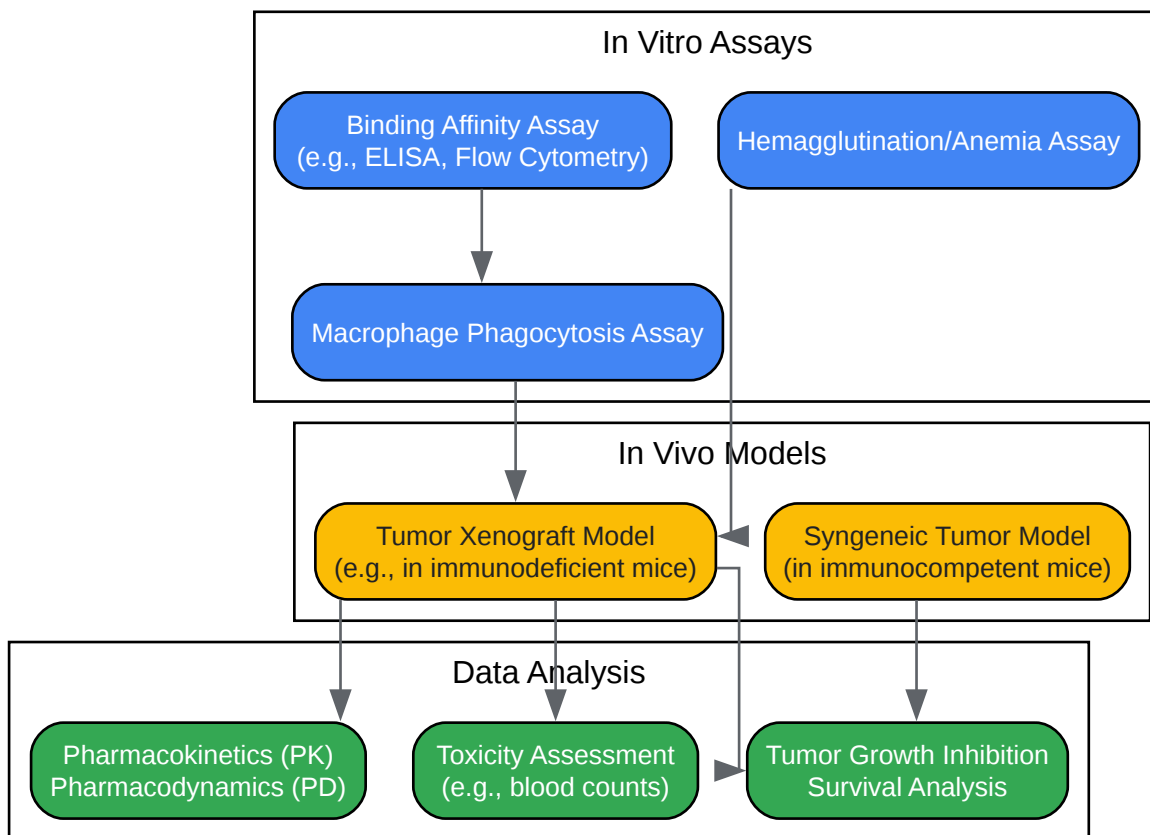 In Vitro Assays
Binding Affinity Assay
(e.g., ELISA, Flow Cytometry)
Hemagglutination/Anemia Assay
Macrophage Phagocytosis Assay
In Vivo Models
Tumor Xenograft Model
(e.g., in immunodeficient mice)
Syngeneic Tumor Model
(in immunocompetent mice)
Data Analysis
Pharmacokinetics (PK)
Pharmacodynamics (PD)
Toxicity Assessment
(e.g., blood counts)
Tumor Growth Inhibition
Survival Analysis